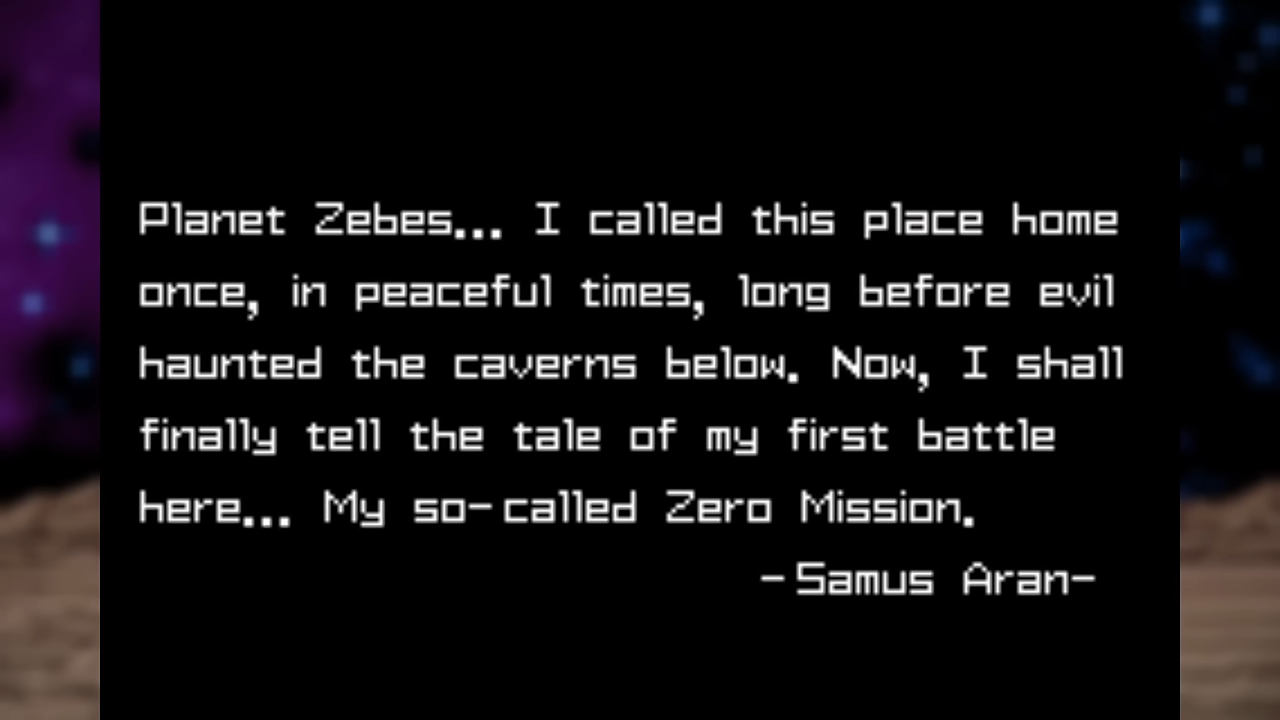 Planet Zebes... I called this place home
once, in peaceful times, long before evil
haunted the caverns below. Now, I shall
finally tell the tale of my first battle
here... My so-called Zero Mission.
-Samus Aran-